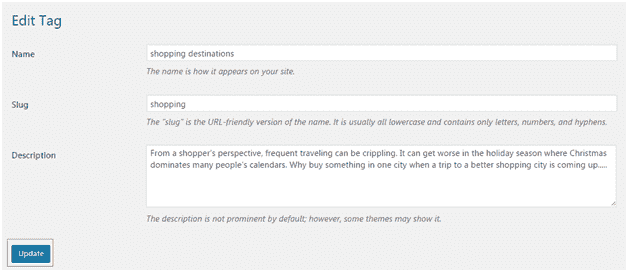 Edit Tag
Name
shopping destinations
The name is how it appears on your site.
Slug
shopping
The "slug" is the URL-friendly version of the name. It is usually all lowercase and contains only letters, numbers, and hyphens.
Description
From a shopper's perspective, frequent traveling can be crippling. It can get worse in the holiday season where Christmas
dominates many people's calendars. Why buy something in one city when a trip to a better shopping city is coming up.....
The description is not prominent by default; however, some themes may show it.
Update